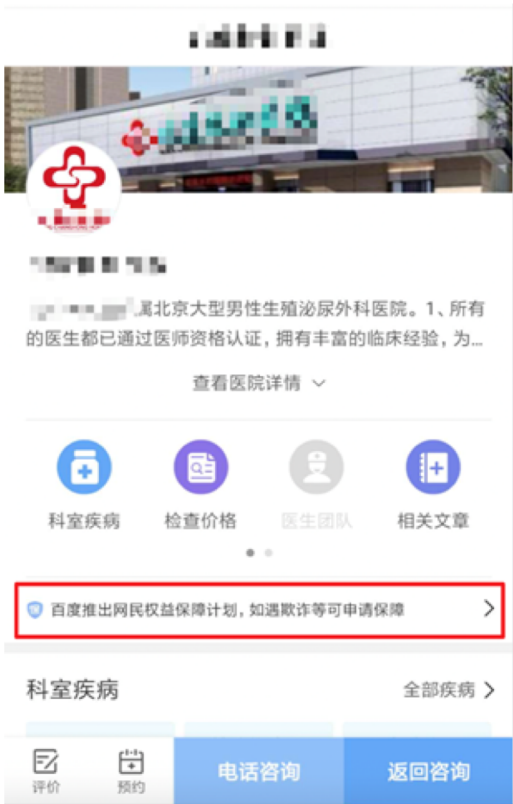 属北京大型男性生殖泌尿外科医院。1、所有
的医生都已通过医师资格认证，拥有丰富的临床经验，为...
查看医院详情
科室疾病
检查价格
医生团队
相关文章
保 百度推出网民权益保障计划，如遇欺诈等可申请保障
科室疾病
全部疾病
评价
预约
电话咨询
返回咨询